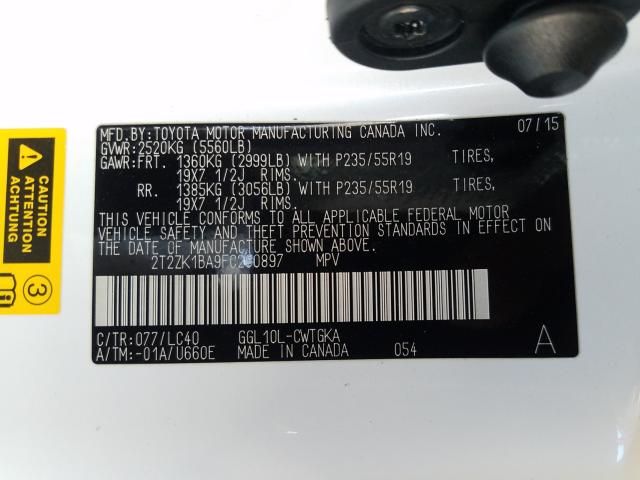 MFD.BY:TOYOTA MOTOR MANUFACTURING CANADA INC. 07/15
GVWR:2520KG (5560LB)
GAWR:FRT. 1360KG (2999LB) WITH P235/55R19 TIRES,
19X7 1/2J RIMS.
RR. 1385KG (3056LB) WITH P235/55R19 TIRES,
19X7 1/2J RIMS.
THIS VEHICLE CONFORMS TO ALL APPLICABLE FEDERAL MOTOR
VEHICLE SAFETY AND THEFT PREVENTION STANDARDS IN EFFECT ON
THE DATE OF MANUFACTURE SHOWN ABOVE.
MPV
C/TR:077/LC40 GGL10L-CWTGKA
A/TM:-01A/U660E MADE IN CANADA 054 A
CAUTION
ATTENTION
ACHTUNG
3